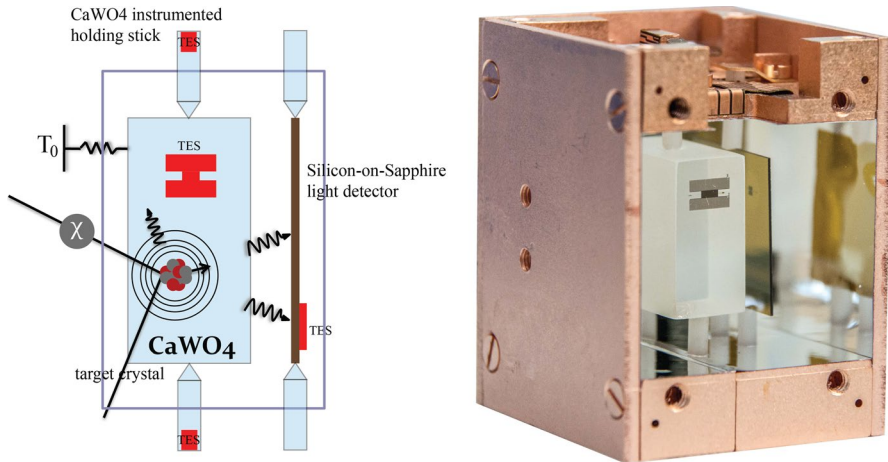 CaWO4 instrumented
holding stick
TES
T₀
TES
Silicon-on-Sapphire
light detector
χ
TES
CaWO4
target crystal
TES